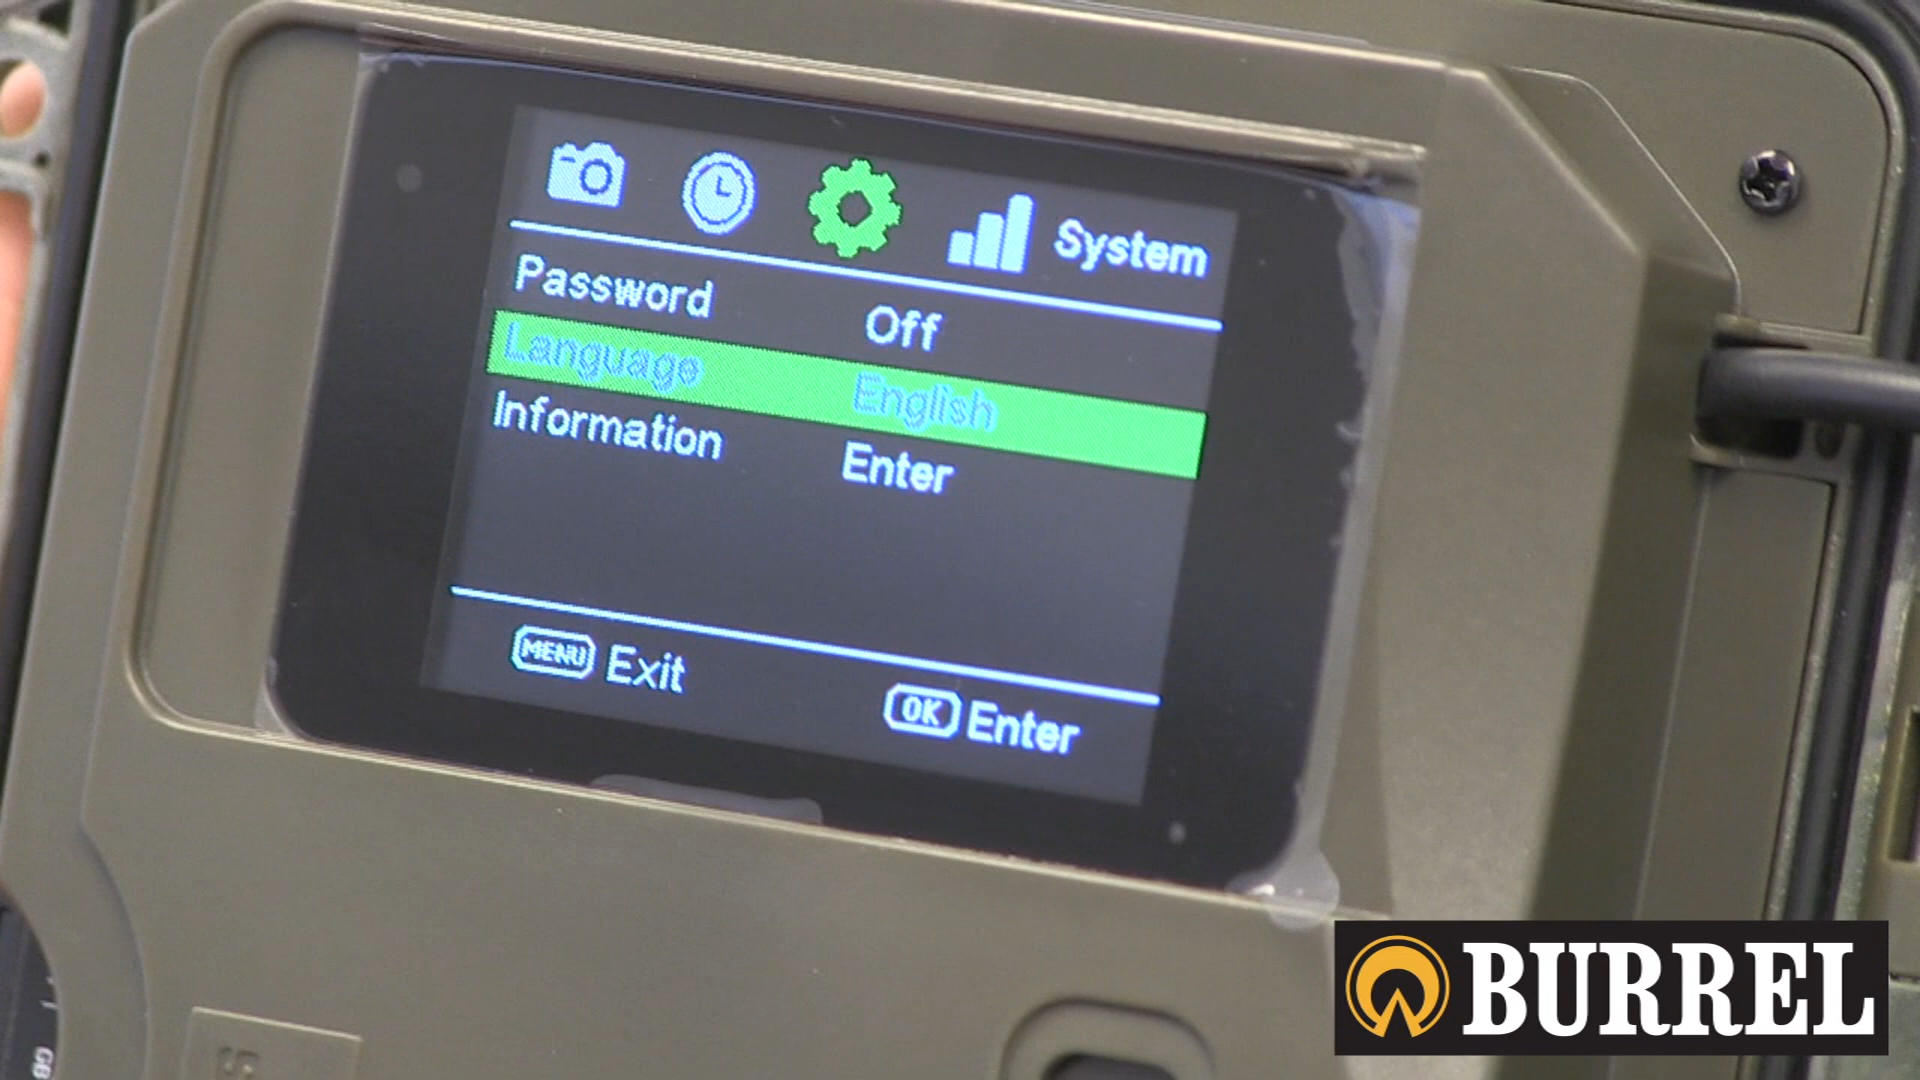 System
Password Off
Language English
Information Enter
MENU Exit
OK Enter
BURREL